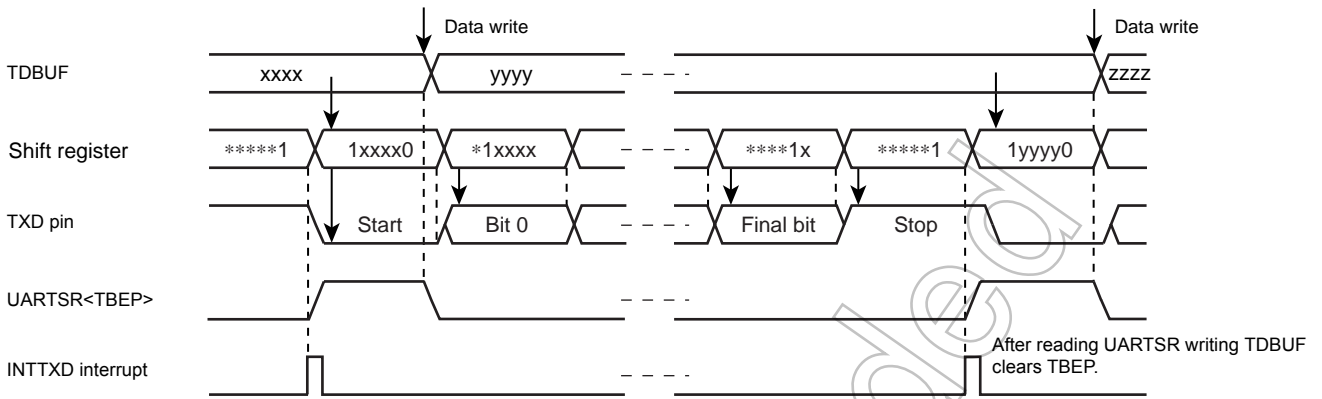 Data write
Data write
TDBUF
xxxx
yyyy
zzzz
Shift register
*****1
1xxxx0
*1xxxx
****1x
*****1
1yyyy0
TXD pin
Start
Bit 0
Final bit
Stop
UARTSR<TBEP>
INTTXD interrupt
After reading UARTSR writing TDBUF
clears TBEP.
ded